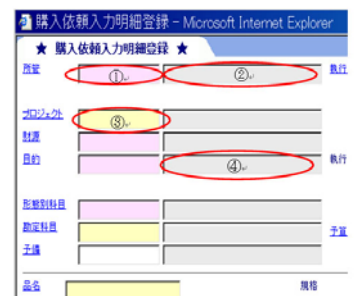 購入依頼入力明細登録 - Microsoft Internet Explorer
★ 購入依頼入力明細登録 ★
所管 ① ② 執行
プロジェクト ③
財源
目的 ④ 執行
形態別科目
勘定科目 予算
予備
品名 規格